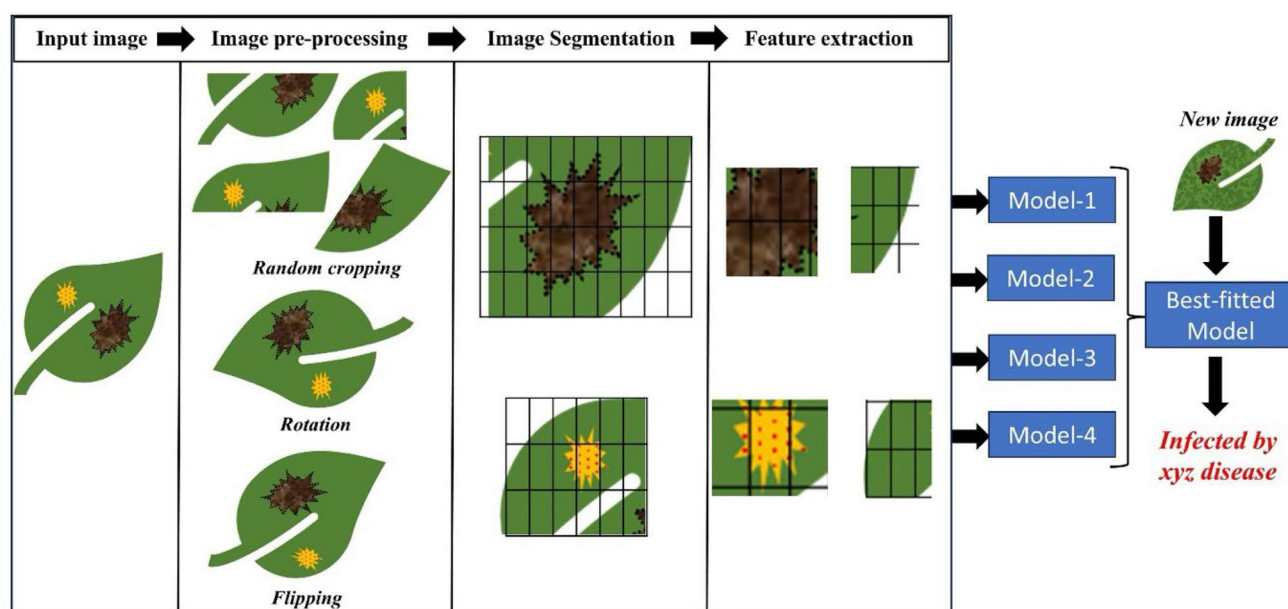 Input image
Image pre-processing
Image Segmentation
Feature extraction
Random cropping
Rotation
Flipping
Model-1
Model-2
Model-3
Model-4
New image
Best-fitted
Model
Infected by
xyz disease